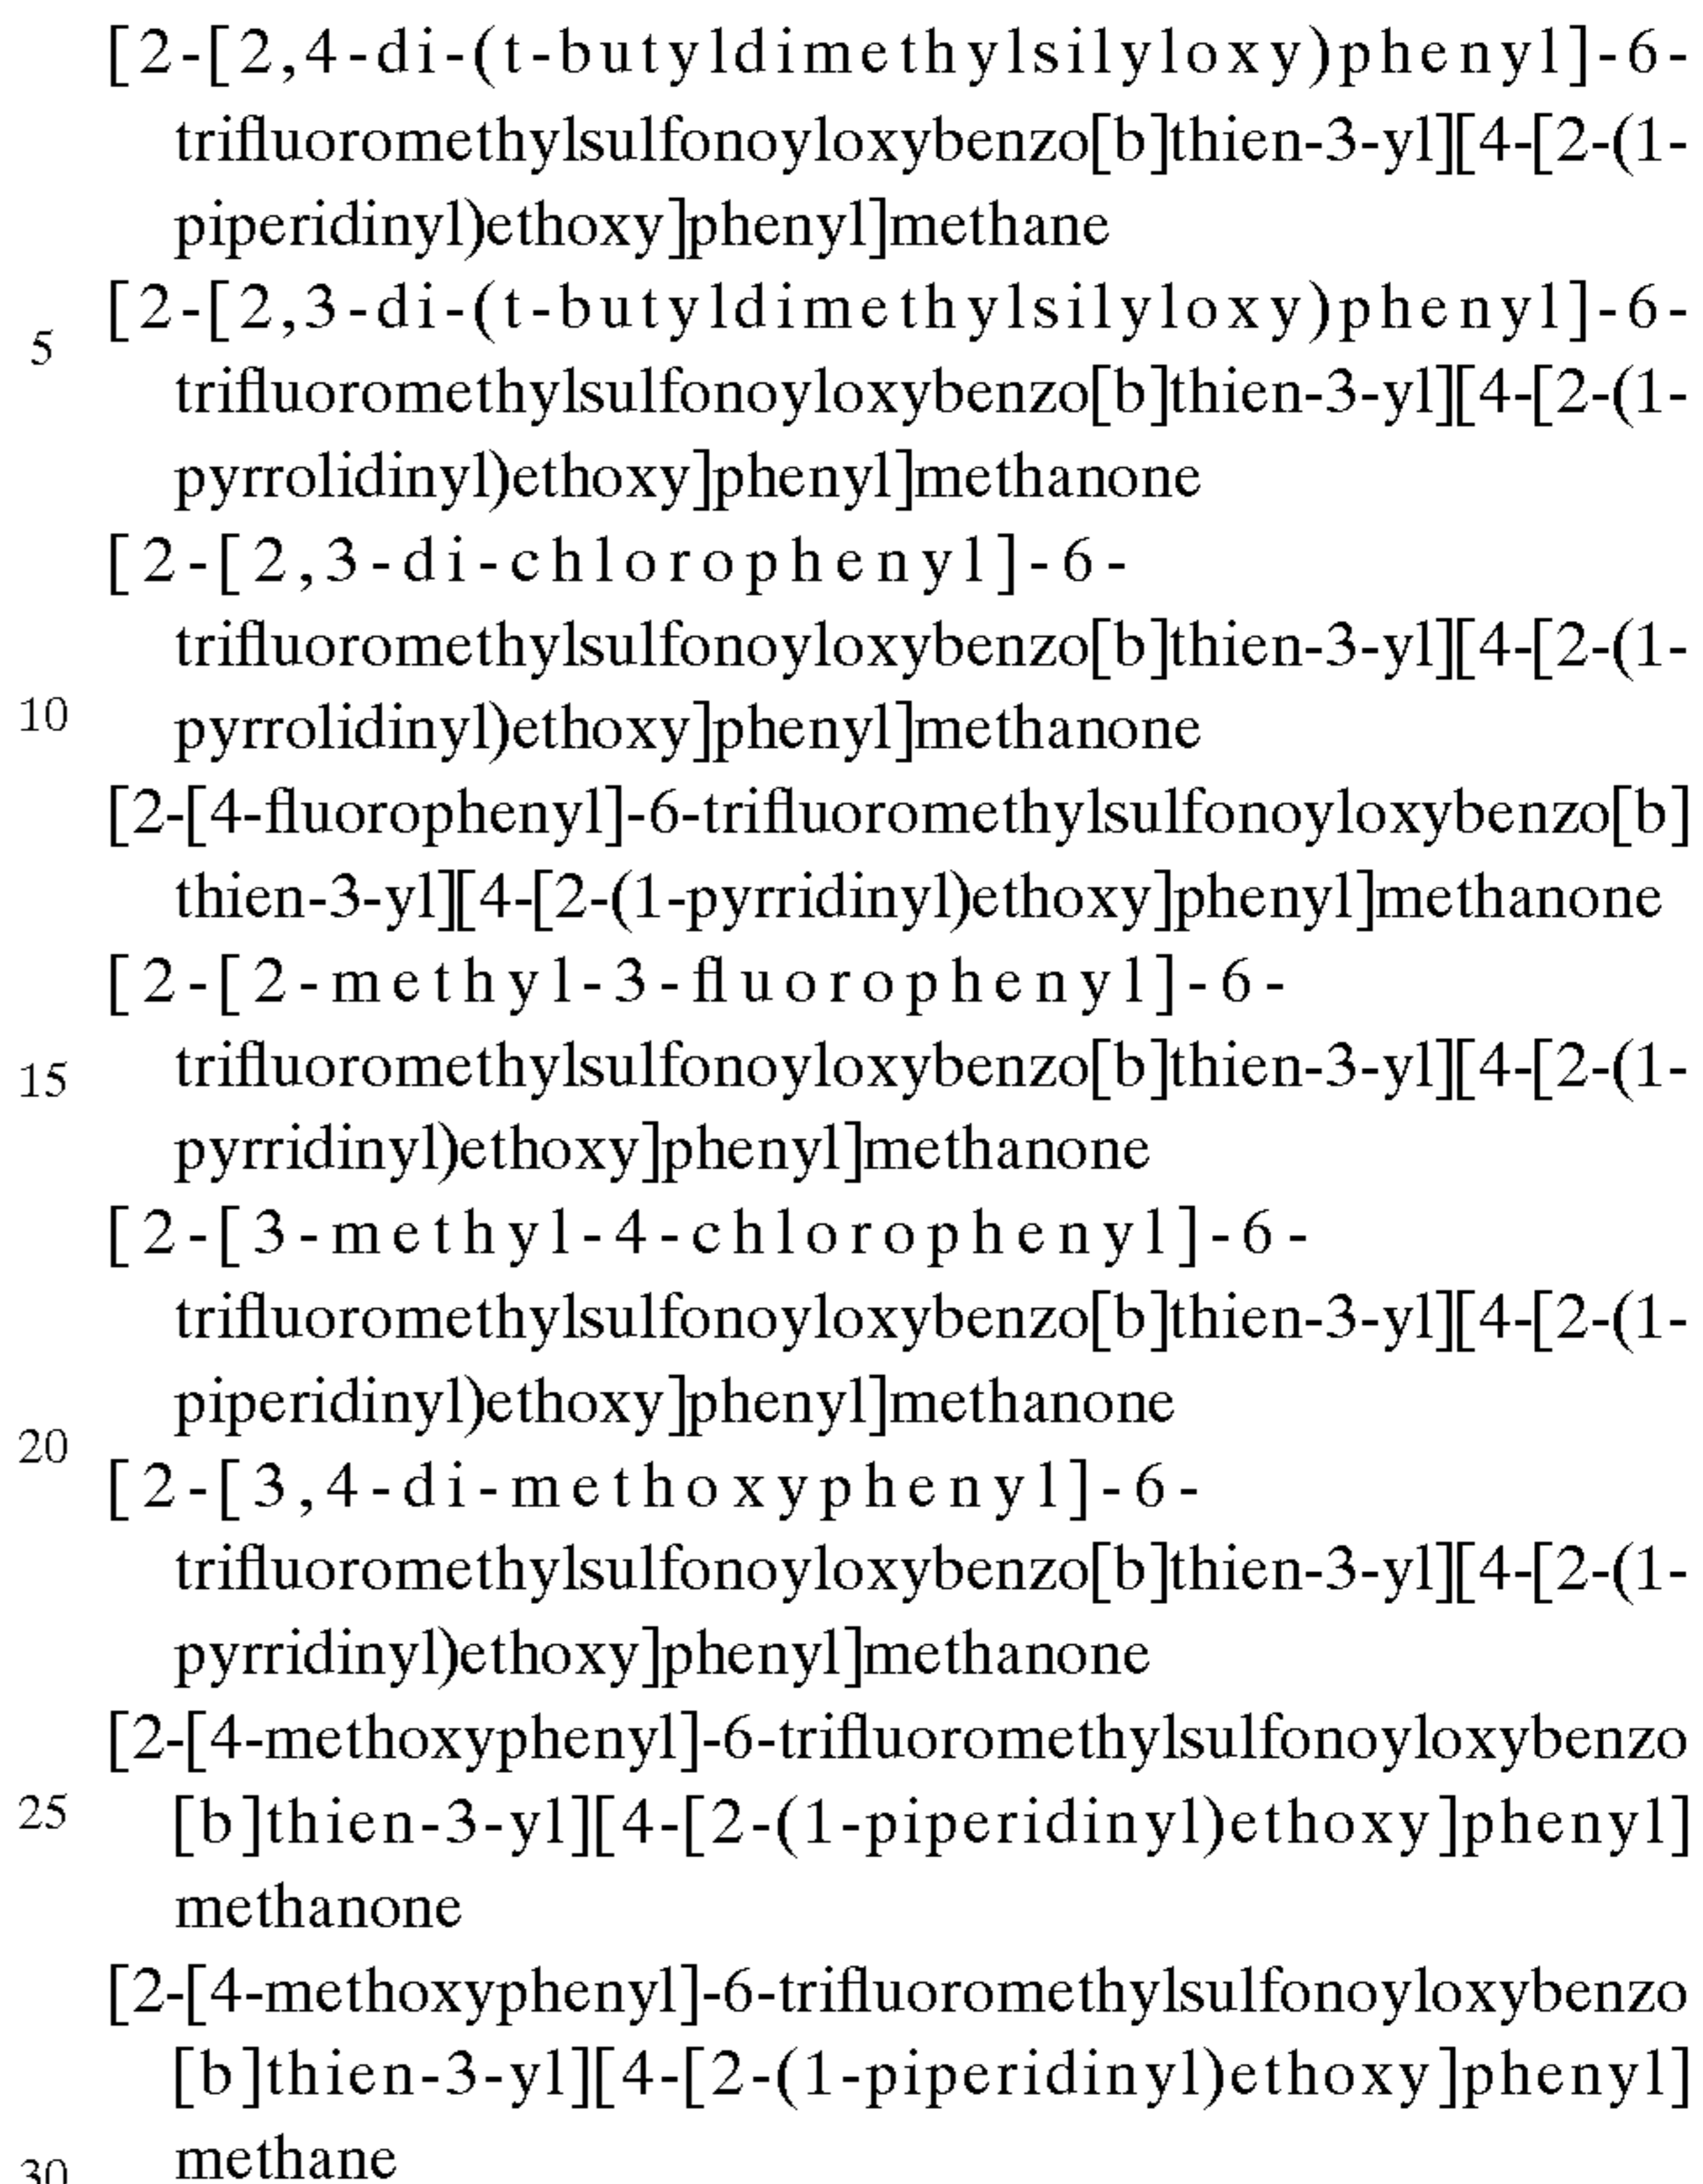 [2-[2,4-di-(t-butyldimethylsilyloxy)phenyl]-6-
trifluoromethylsulfonoyloxybenzo[b]thien-3-yl][4-[2-(1-
piperidinyl)ethoxy]phenyl]methane
[2-[2,3-di-(t-butyldimethylsilyloxy)phenyl]-6-
5
trifluoromethylsulfonoyloxybenzo[b]thien-3-yl][4-[2-(1-
pyrrolidinyl)ethoxy]phenyl]methanone
[2-[2,3-di-chlorophenyl]-6-
trifluoromethylsulfonoyloxybenzo[b]thien-3-yl][4-[2-(1-
10 pyrrolidinyl)ethoxy]phenyl]methanone
[2-[4-fluorophenyl]-6-trifluoromethylsulfonoyloxybenzo[b]
thien-3-yl][4-[2-(1-pyrridinyl)ethoxy]phenyl]methanone
[2-[2-methyl-3-fluorophenyl]-6-
15 trifluoromethylsulfonoyloxybenzo[b]thien-3-yl][4-[2-(1-
pyrridinyl)ethoxy]phenyl]methanone
[2-[3-methyl-4-chlorophenyl]-6-
trifluoromethylsulfonoyloxybenzo[b]thien-3-yl][4-[2-(1-
piperidinyl)ethoxy]phenyl]methanone
20
[2-[3,4-di-methoxyphenyl]-6-
trifluoromethylsulfonoyloxybenzo[b]thien-3-yl][4-[2-(1-
pyrridinyl)ethoxy]phenyl]methanone
[2-[4-methoxyphenyl]-6-trifluoromethylsulfonoyloxybenzo
25 [b]thien-3-yl][4-[2-(1-piperidinyl)ethoxy]phenyl]
methanone
[2-[4-methoxyphenyl]-6-trifluoromethylsulfonoyloxybenzo
[b]thien-3-yl][4-[2-(1-piperidinyl)ethoxy]phenyl]
30 methane